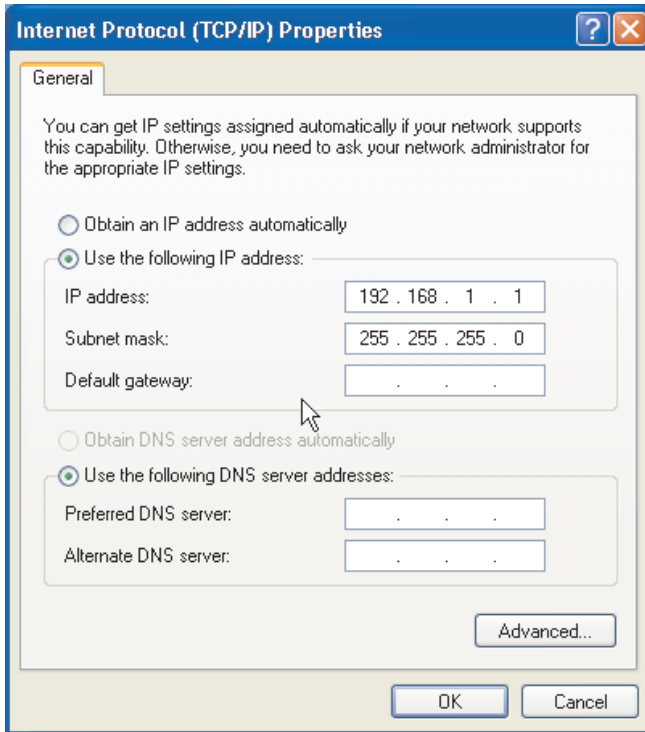 Internet Protocol (TCP/IP) Properties
General
You can get IP settings assigned automatically if your network supports
this capability. Otherwise, you need to ask your network administrator for
the appropriate IP settings.
Obtain an IP address automatically
Use the following IP address:
IP address: 192 . 168 . 1 . 1
Subnet mask: 255 . 255 . 255 . 0
Default gateway: . . .
Obtain DNS server address automatically
Use the following DNS server addresses:
Preferred DNS server: . . .
Alternate DNS server: . . .
Advanced...
OK Cancel